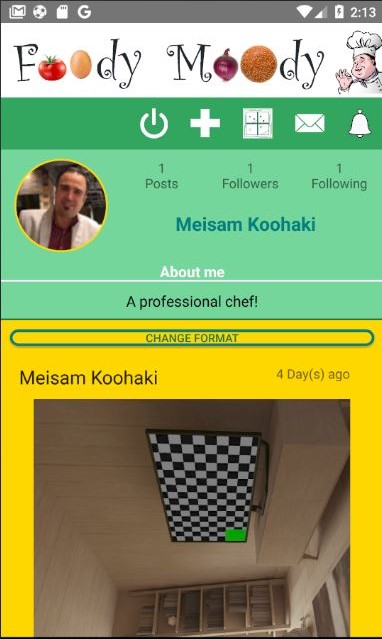 2:13
Foody Moody
1 1 1
Posts Followers Following
Meisam Koohaki
About me
A professional chef!
CHANGE FORMAT
Meisam Koohaki 4 Day(s) ago